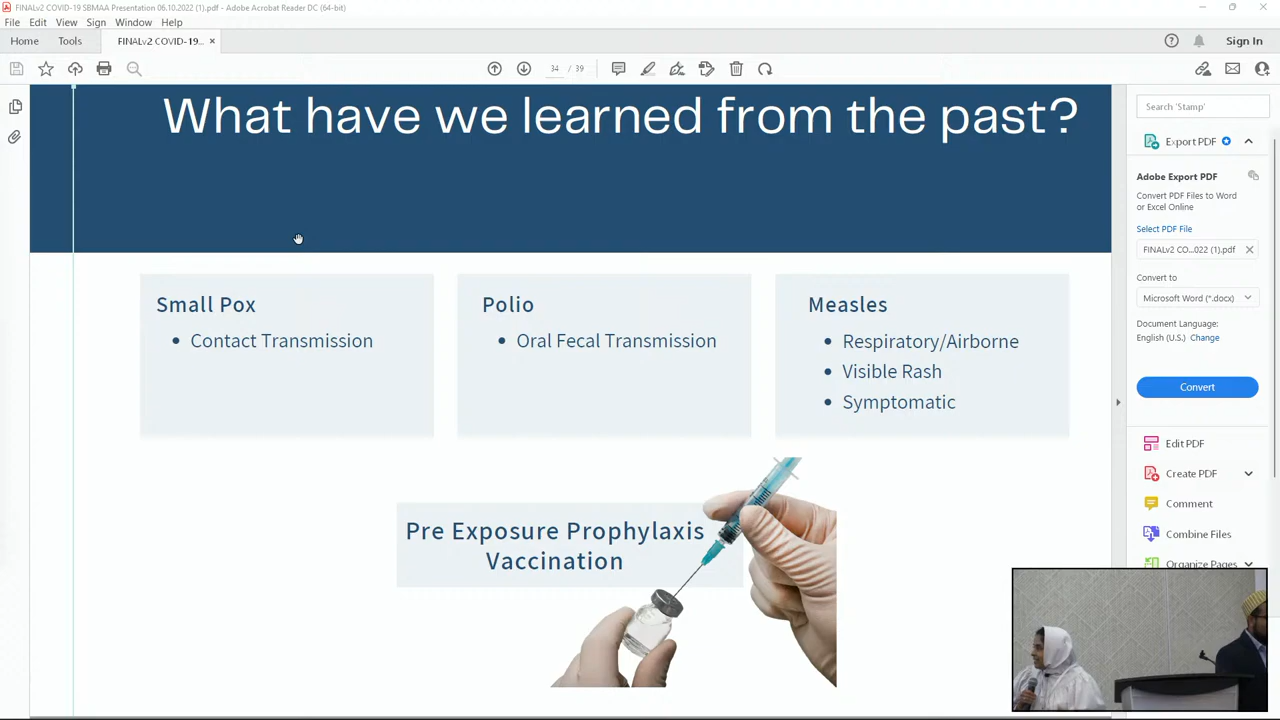 FINALv2 COVID-19 SBMAA Presentation 06.10.2022 (1).pdf - Adobe Acrobat Reader DC (64-bit)
File Edit View Sign Window Help
Home Tools FINALv2 COVID-19... × Sign In
34 / 39
What have we learned from the past?
Small Pox
• Contact Transmission
Polio
• Oral Fecal Transmission
Measles
• Respiratory/Airborne
• Visible Rash
• Symptomatic
Pre Exposure Prophylaxis
Vaccination
Search 'Stamp'
Export PDF
Adobe Export PDF
Convert PDF Files to Word
or Excel Online
Select PDF File
FINALv2 CO...022 (1).pdf
Convert to
Microsoft Word (*.docx)
Document Language:
English (U.S.) Change
Convert
Edit PDF
Create PDF
Comment
Combine Files
Organize Pages